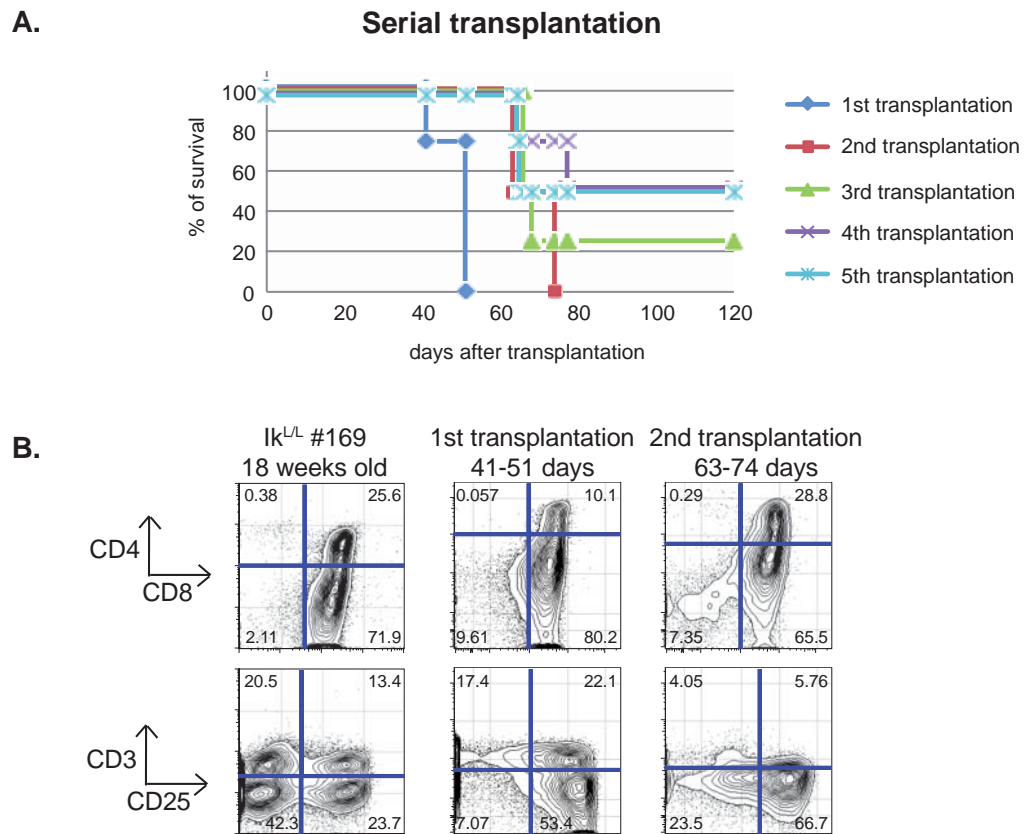 A.
Serial transplantation
% of survival
100
80
60
40
20
0
0 20 40 60 80 100 120
days after transplantation
1st transplantation
2nd transplantation
3rd transplantation
4th transplantation
5th transplantation
B.
Ik^L/L #169
18 weeks old
1st transplantation
41-51 days
2nd transplantation
63-74 days
CD4
CD8
0.38 25.6
2.11 71.9
0.057 10.1
9.61 80.2
0.29 28.8
7.35 65.5
CD3
CD25
20.5 13.4
42.3 23.7
17.4 22.1
7.07 53.4
4.05 5.76
23.5 66.7